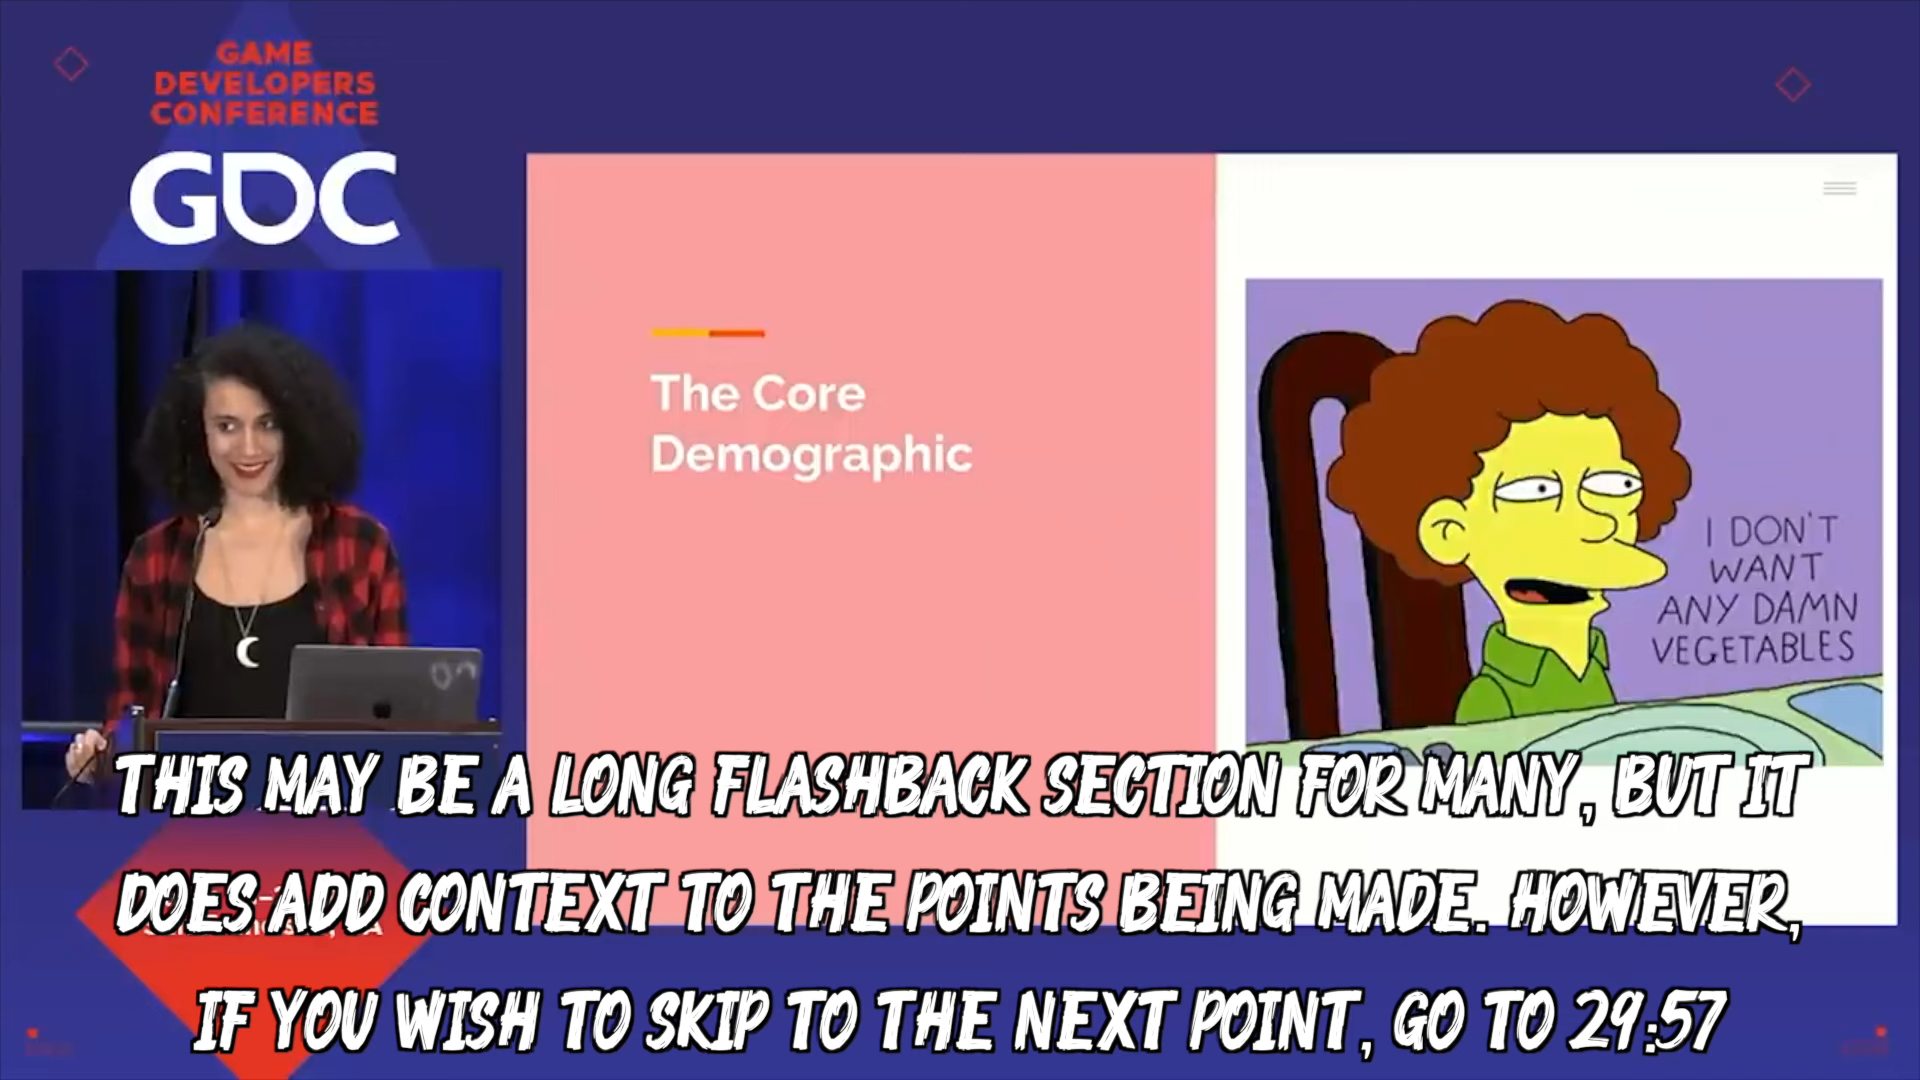 GAME
DEVELOPERS
CONFERENCE
GDC
The Core
Demographic
I DON'T
WANT
ANY DAMN
VEGETABLES
THIS MAY BE A LONG FLASHBACK SECTION FOR MANY, BUT IT
DOES ADD CONTEXT TO THE POINTS BEING MADE. HOWEVER,
IF YOU WISH TO SKIP TO THE NEXT POINT, GO TO 29:57